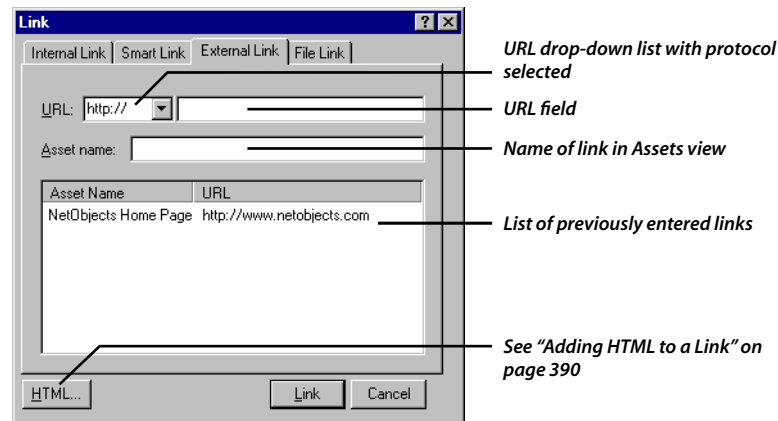 Link
Internal Link Smart Link External Link File Link
URL drop-down list with protocol
selected
URL: http://
URL field
Asset name:
Name of link in Assets view
Asset Name URL
NetObjects Home Page http://www.netobjects.com
List of previously entered links
See “Adding HTML to a Link” on
page 390
HTML... Link Cancel